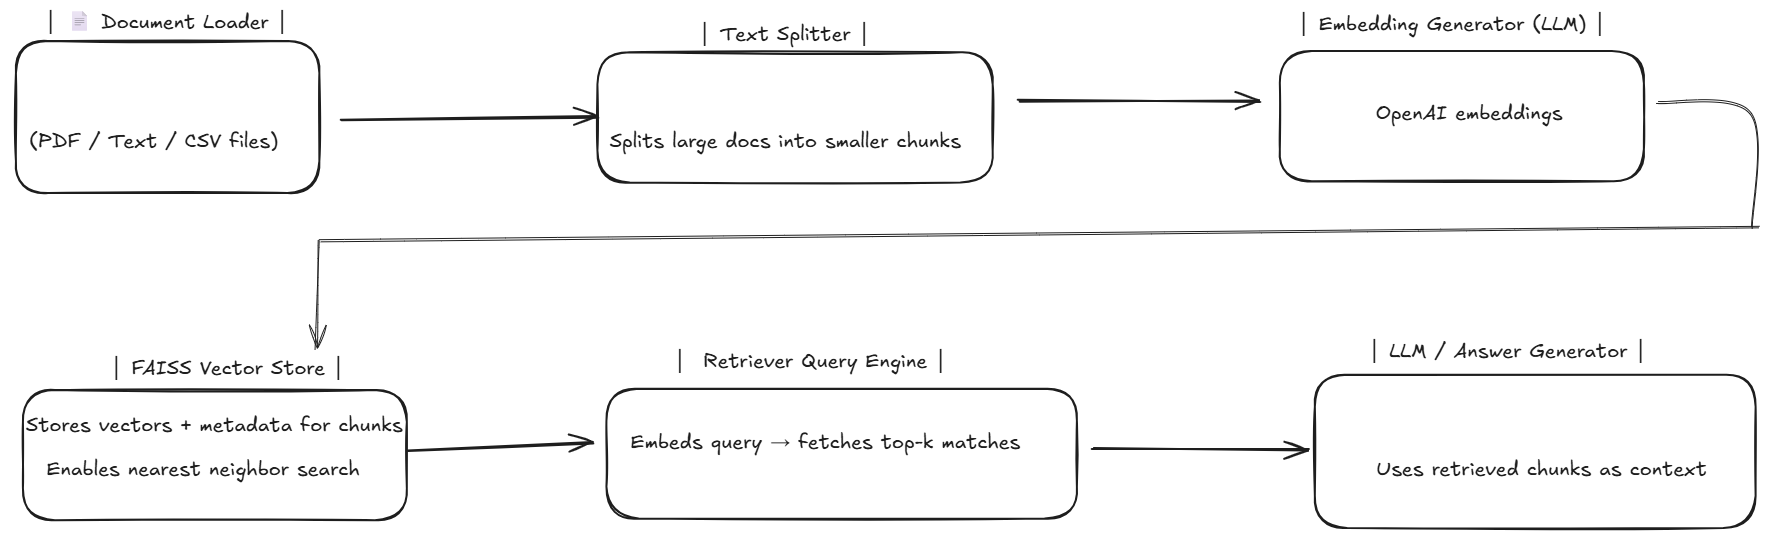 | 📄 Document Loader |
(PDF / Text / CSV files)
| Text Splitter |
Splits large docs into smaller chunks
| Embedding Generator (LLM) |
OpenAI embeddings
| FAISS Vector Store |
Stores vectors + metadata for chunks
Enables nearest neighbor search
| Retriever Query Engine |
Embeds query → fetches top-k matches
| LLM / Answer Generator |
Uses retrieved chunks as context